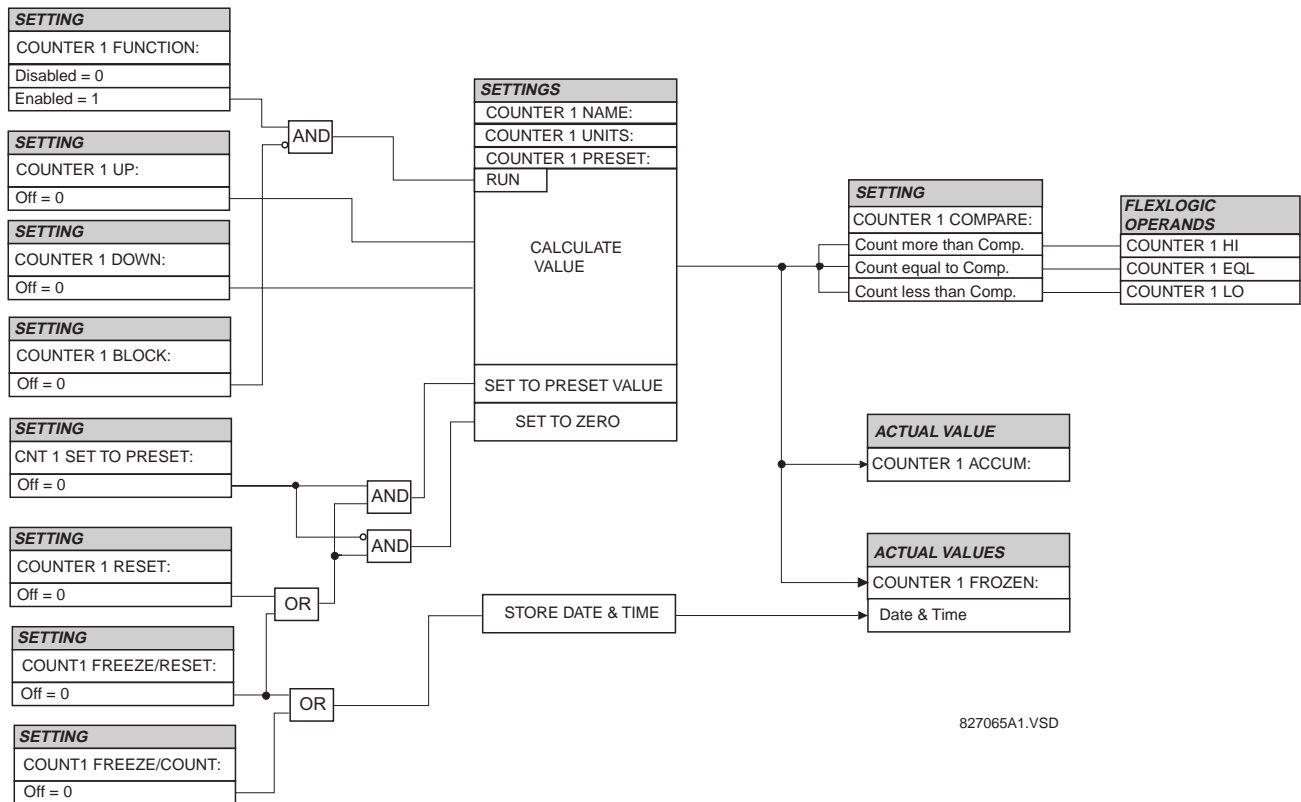 SETTING
COUNTER 1 FUNCTION:
Disabled = 0
Enabled = 1
SETTING
COUNTER 1 UP:
Off = 0
SETTING
COUNTER 1 DOWN:
Off = 0
SETTING
COUNTER 1 BLOCK:
Off = 0
SETTING
CNT 1 SET TO PRESET:
Off = 0
SETTING
COUNTER 1 RESET:
Off = 0
SETTING
COUNT1 FREEZE/RESET:
Off = 0
SETTING
COUNT1 FREEZE/COUNT:
Off = 0
AND
AND
AND
OR
OR
SETTINGS
COUNTER 1 NAME:
COUNTER 1 UNITS:
COUNTER 1 PRESET:
RUN
CALCULATE
VALUE
SET TO PRESET VALUE
SET TO ZERO
STORE DATE & TIME
SETTING
COUNTER 1 COMPARE:
Count more than Comp.
Count equal to Comp.
Count less than Comp.
FLEXLOGIC
OPERANDS
COUNTER 1 HI
COUNTER 1 EQL
COUNTER 1 LO
ACTUAL VALUE
COUNTER 1 ACCUM:
ACTUAL VALUES
COUNTER 1 FROZEN:
Date & Time
827065A1.VSD